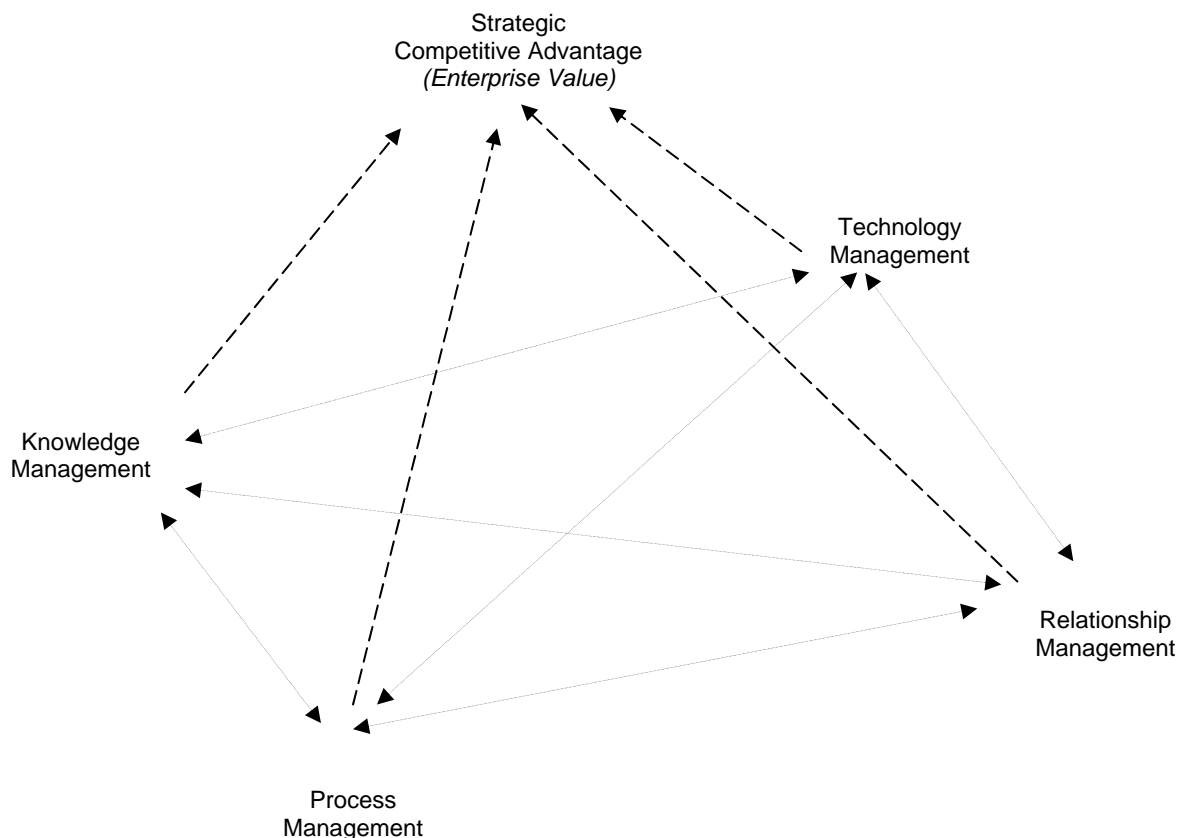 Strategic
Competitive Advantage
(Enterprise Value)
Technology
Management
Knowledge
Management
Relationship
Management
Process
Management